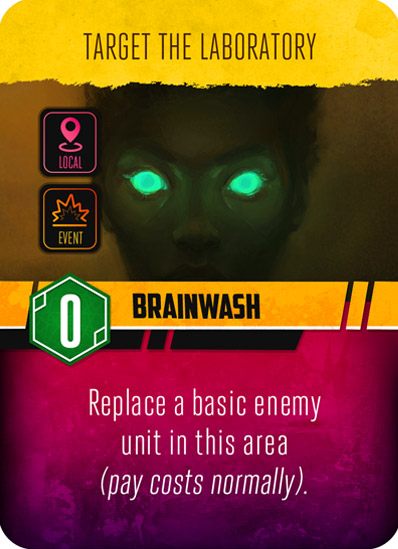 TARGET THE LABORATORY
LOCAL
EVENT
0
BRAINWASH
Replace a basic enemy
unit in this area
(pay costs normally).